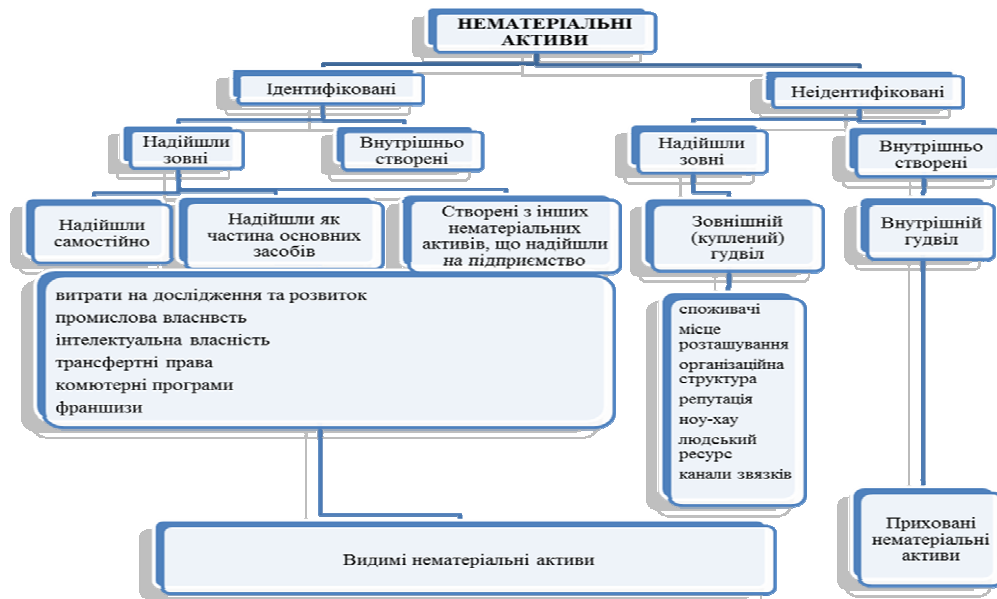 НЕМАТЕРІАЛЬНІ
АКТИВИ
Ідентифіковані
Неідентифіковані
Надійшли
зовні
Внутрішньо
створені
Надійшли
зовні
Внутрішньо
створені
Надійшли
самостійно
Надійшли як
частина основних
засобів
Створені з інших
нематеріальних
активів, що надійшли
на підприємство
Зовнішній
(куплений)
гудвіл
Внутрішній
гудвіл
витрати на дослідження та розвиток
промислова власнвсть
інтелектуальна власність
трансфертні права
комютерні програми
франшизи
споживачі
місце
розташування
організаційна
структура
репутація
ноу-хау
людський
ресурс
канали звязків
Видимі нематеріальні активи
Приховані
нематеріальні
активи